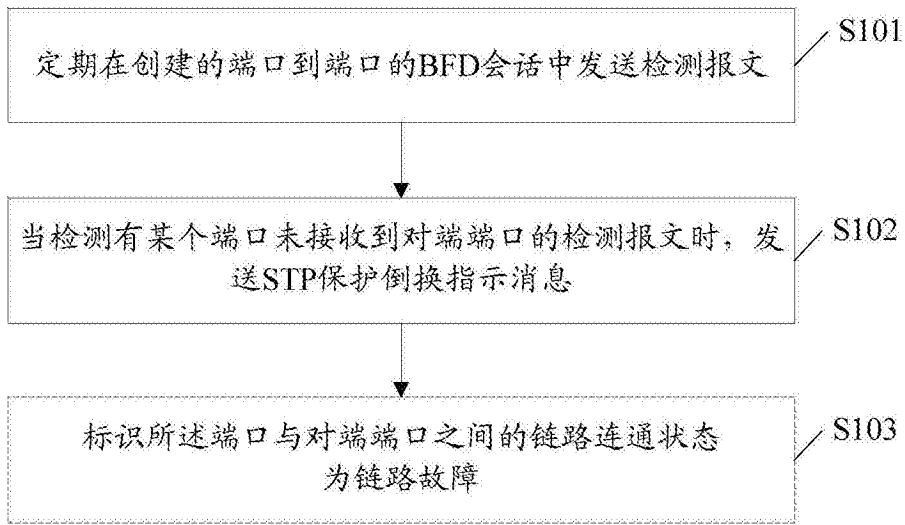 S101
定期在创建的端口到端口的BFD会话中发送检测报文
S102
当检测有某个端口未接收到对端端口的检测报文时，发
送STP保护倒换指示消息
S103
标识所述端口与对端端口之间的链路连通状态
为链路故障